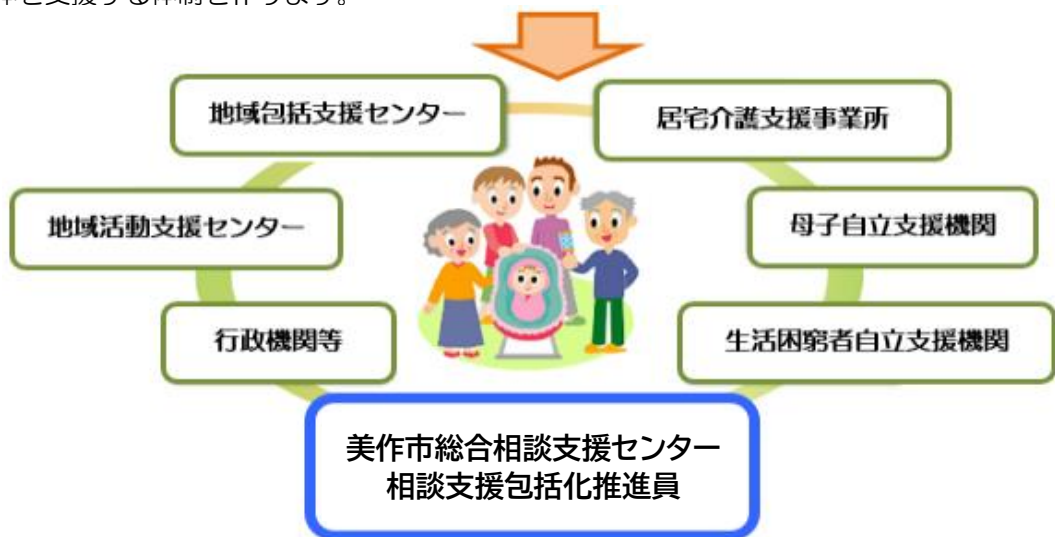 体を支援する体制を作ります。
地域包括支援センター
居宅介護支援事業所
地域活動支援センター
母子自立支援機関
行政機関等
生活困窮者自立支援機関
美作市総合相談支援センター
相談支援包括化推進員